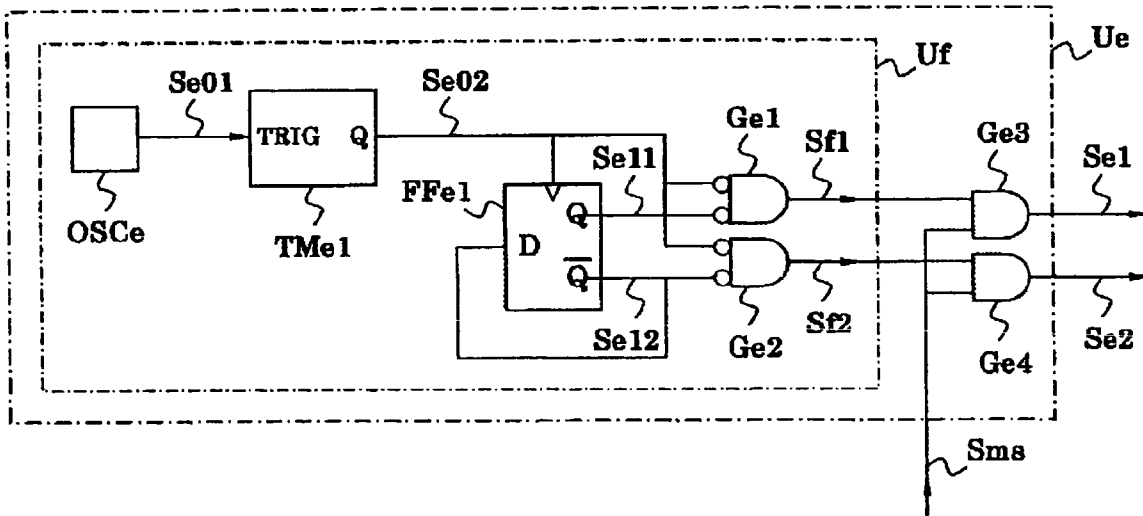 Uf
Ue
Se01
Se02
Ge1
Sf1
Ge3
Se1
TRIG Q
Se11
FFe1
OSCe
TMe1
Q
D
Q̅
Se12
Ge2
Sf2
Ge4
Se2
Sms